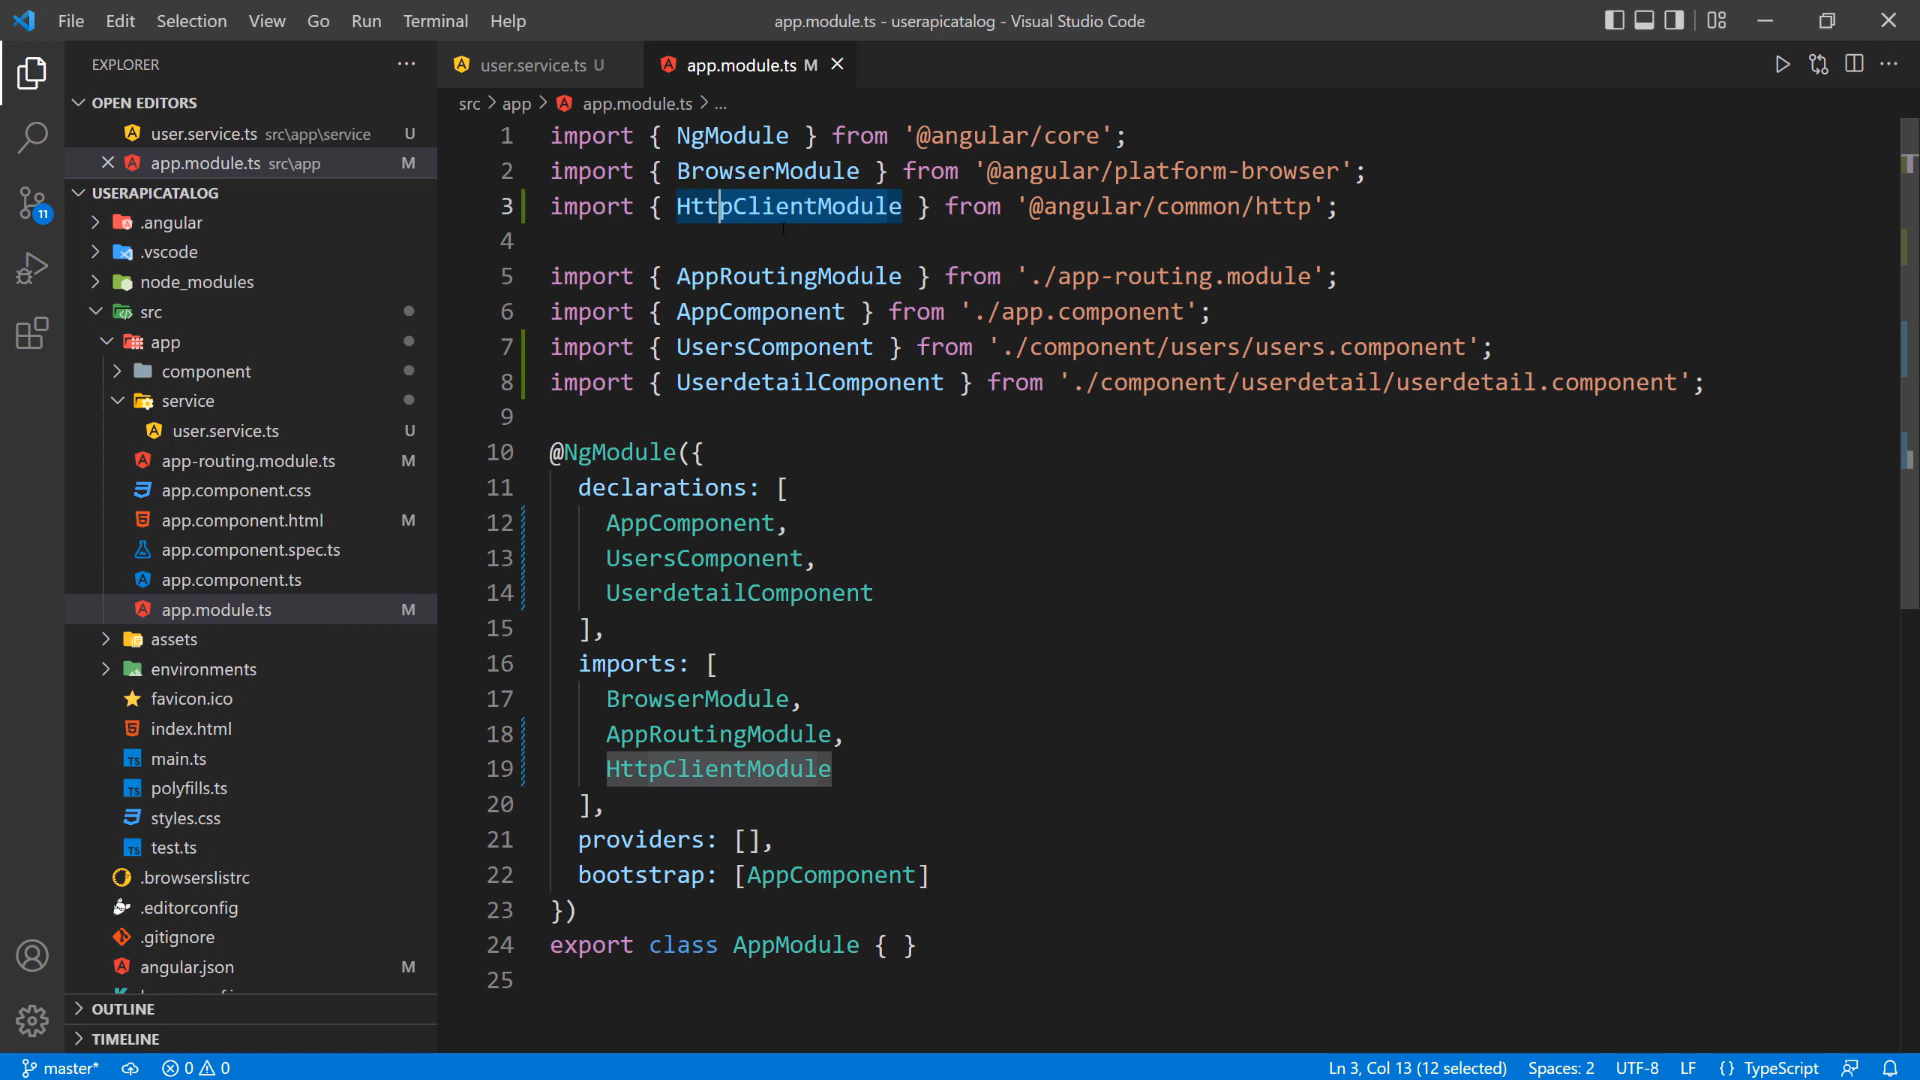 File Edit Selection View Go Run Terminal Help
app.module.ts - userapicatalog - Visual Studio Code
EXPLORER
OPEN EDITORS
user.service.ts src\app\service U
app.module.ts src\app M
USERAPICATALOG
.angular
.vscode
node_modules
src
app
component
service
user.service.ts U
app-routing.module.ts M
app.component.css
app.component.html M
app.component.spec.ts
app.component.ts
app.module.ts M
assets
environments
favicon.ico
index.html
main.ts
polyfills.ts
styles.css
test.ts
.browserslistrc
.editorconfig
.gitignore
angular.json M
OUTLINE
TIMELINE
11
user.service.ts U
app.module.ts M
src > app > app.module.ts > ...
1 import { NgModule } from '@angular/core';
2 import { BrowserModule } from '@angular/platform-browser';
3 import { HttpClientModule } from '@angular/common/http';
4
5 import { AppRoutingModule } from './app-routing.module';
6 import { AppComponent } from './app.component';
7 import { UsersComponent } from './component/users/users.component';
8 import { UserdetailComponent } from './component/userdetail/userdetail.component';
9
10 @NgModule({
11 declarations: [
12 AppComponent,
13 UsersComponent,
14 UserdetailComponent
15 ],
16 imports: [
17 BrowserModule,
18 AppRoutingModule,
19 HttpClientModule
20 ],
21 providers: [],
22 bootstrap: [AppComponent]
23 })
24 export class AppModule { }
25
master* 0 0
Ln 3, Col 13 (12 selected) Spaces: 2 UTF-8 LF {} TypeScript